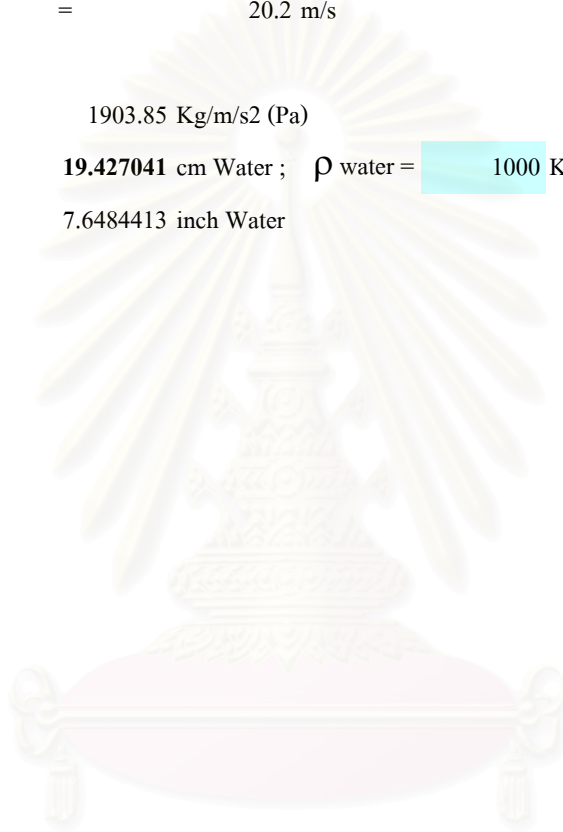 = 20.2 m/s
1903.85 Kg/m/s2 (Pa)
19.427041 cm Water ; ρ water = 1000 K
7.6484413 inch Water